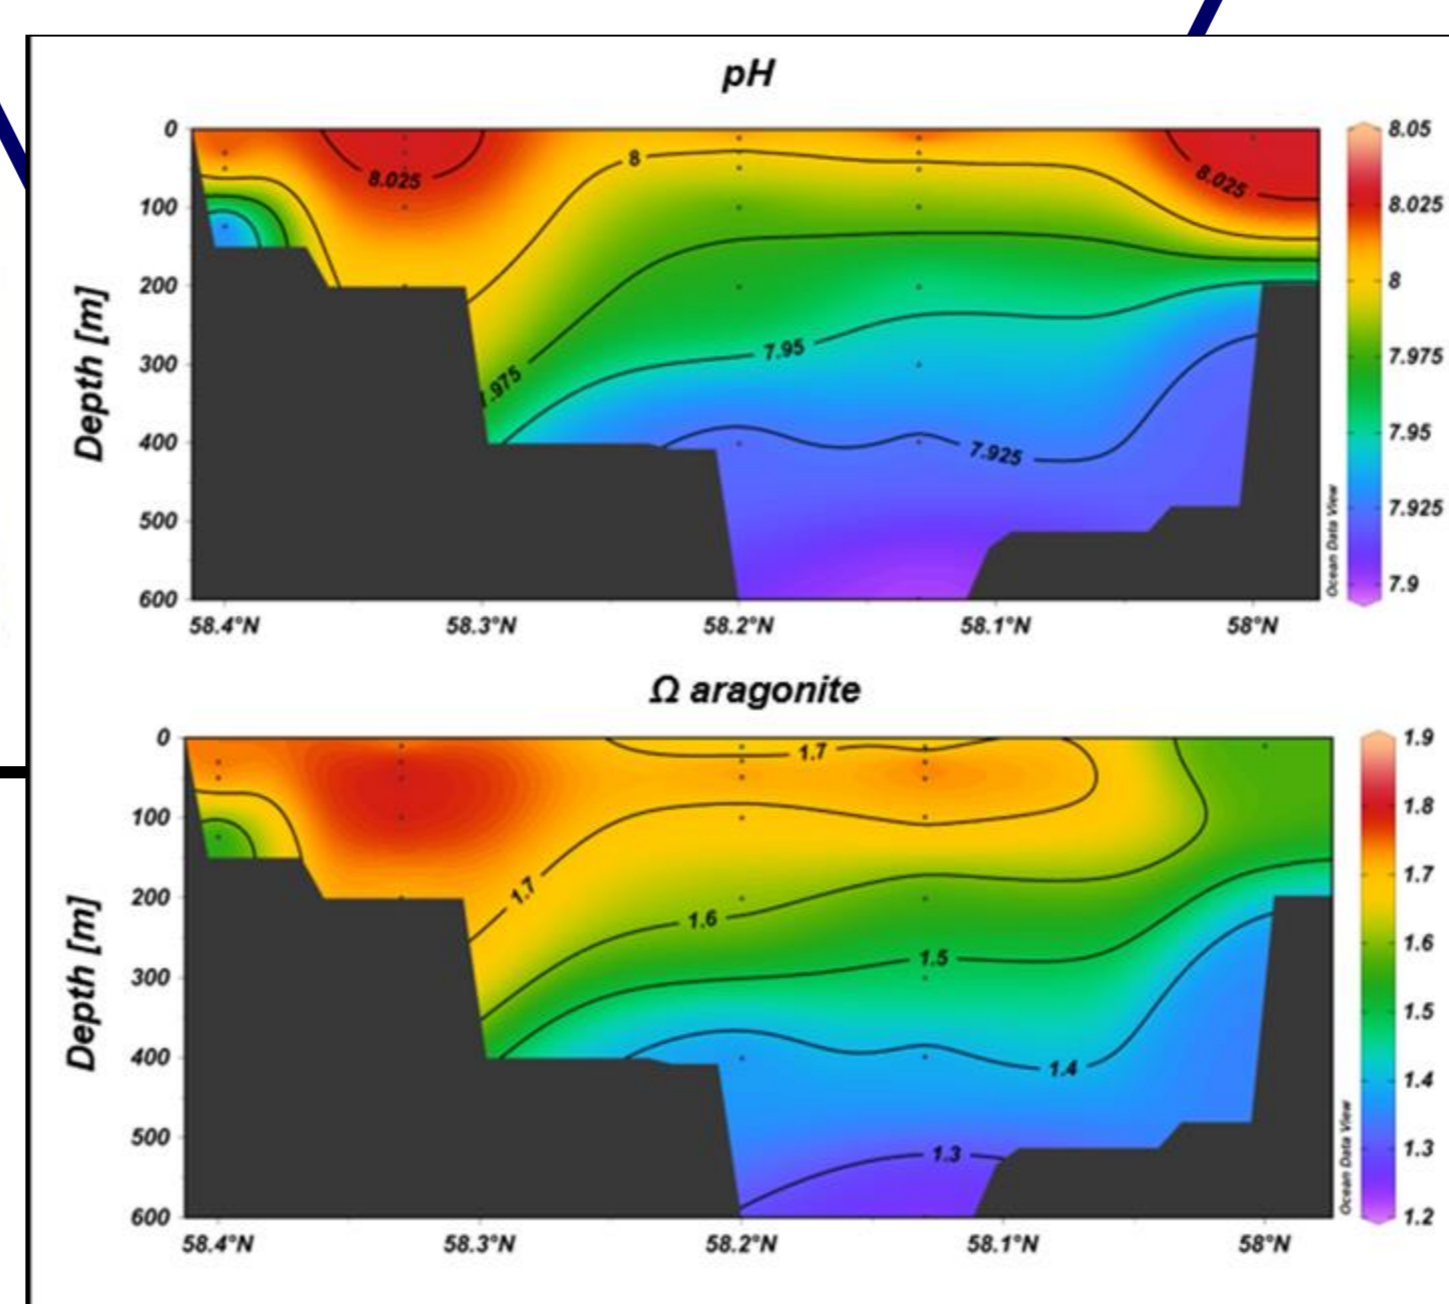 pH
0
100
200
300
400
500
600
Depth [m]
8.025
8
8.025
7.975
7.95
7.925
58.4°N
58.3°N
58.2°N
58.1°N
58°N
8.05
8.025
8
7.975
7.95
7.925
7.9
Ocean Data View
Ω aragonite
0
100
200
300
400
500
600
Depth [m]
1.7
1.7
1.6
1.5
1.4
1.3
58.4°N
58.3°N
58.2°N
58.1°N
58°N
1.9
1.8
1.7
1.6
1.5
1.4
1.3
1.2
Ocean Data View